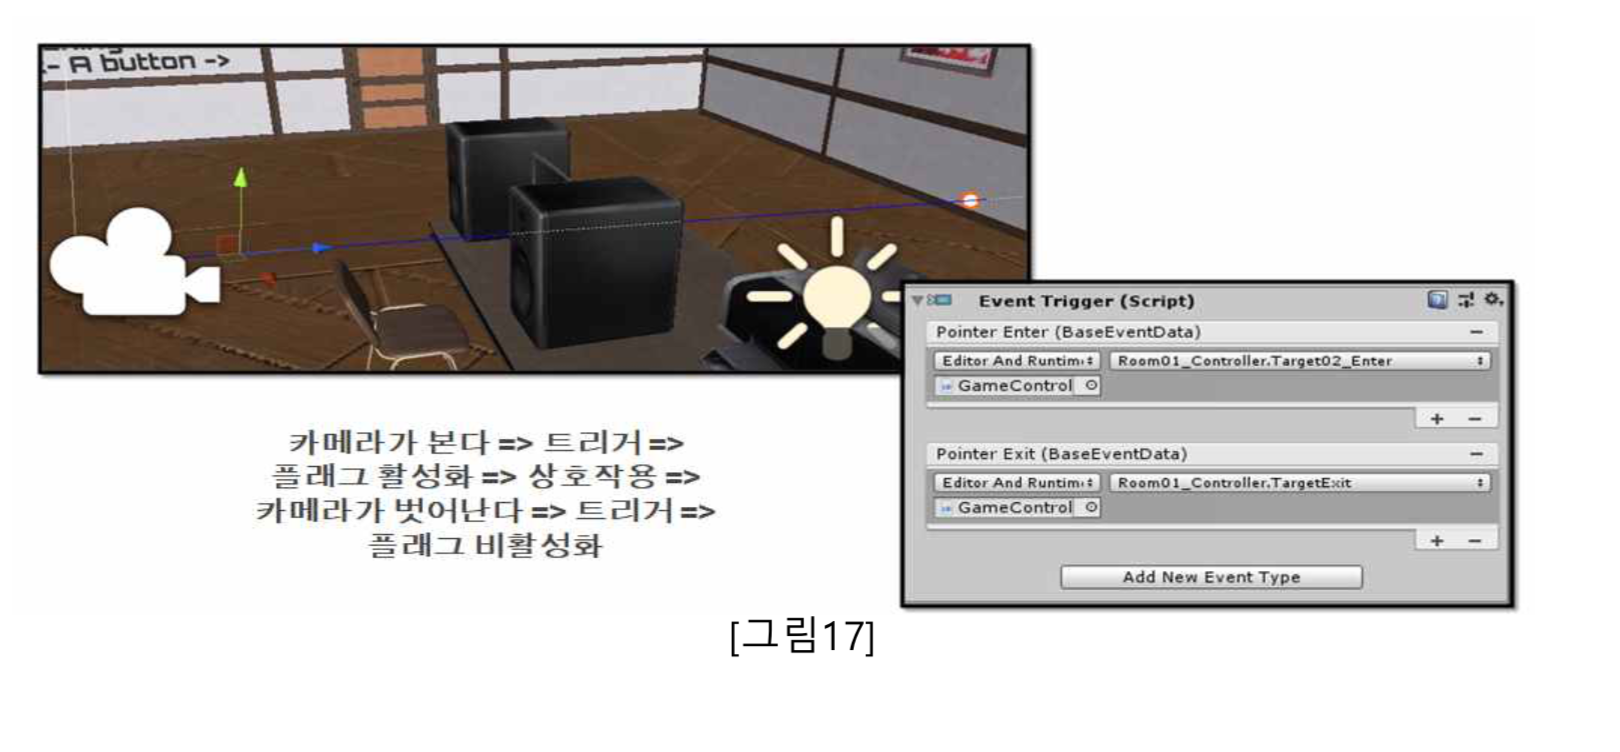 - A button ->
Event Trigger (Script)
Pointer Enter (BaseEventData)
Editor And Runtim
Room01_Controller.Target02_Enter
GameControl
Pointer Exit (BaseEventData)
Editor And Runtim
Room01_Controller.TargetExit
GameControl
Add New Event Type
카메라가 본다 => 트리거 =>
플래그 활성화 => 상호작용 =>
카메라가 벗어난다 => 트리거 =>
플래그 비활성화
[그림17]